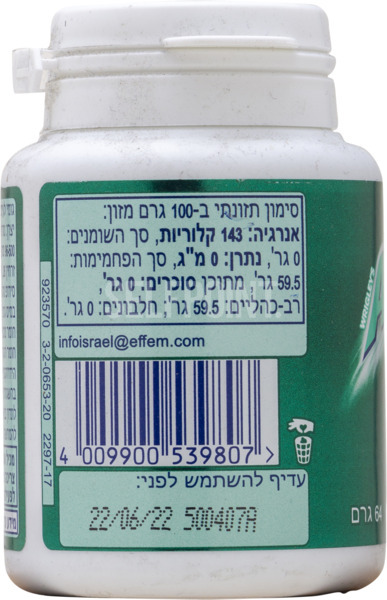 סימון תזונתי ב-100 גרם מזון:
אנרגיה: 143 קלוריות, סך השומנים:
0 גר', נתרן: 0 מ"ג, סך הפחמימות:
59.5 גר', מתוכן סוכרים: 0 גר',
רב-כהליים: 59.5 גר', חלבונים: 0 גר'.
infoisrael@effem.com
923570 3-2-0653-20 2297-17
4 009900 539807 >
עדיף להשתמש לפני:
22/06/22 500407A
WRIGLEY'S
64 גרם